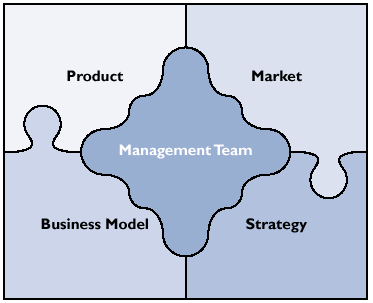 Product
Market
Management Team
Business Model
Strategy